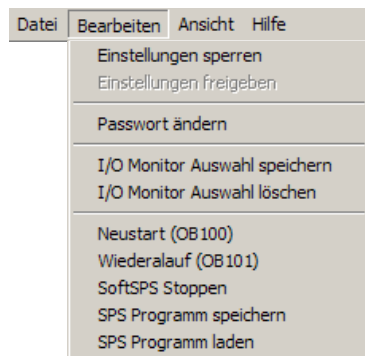 Datei Bearbeiten Ansicht Hilfe
Einstellungen sperren
Einstellungen freigeben
Passwort ändern
I/O Monitor Auswahl speichern
I/O Monitor Auswahl löschen
Neustart (OB100)
Wiederalauf (OB101)
SoftSPS Stoppen
SPS Programm speichern
SPS Programm laden